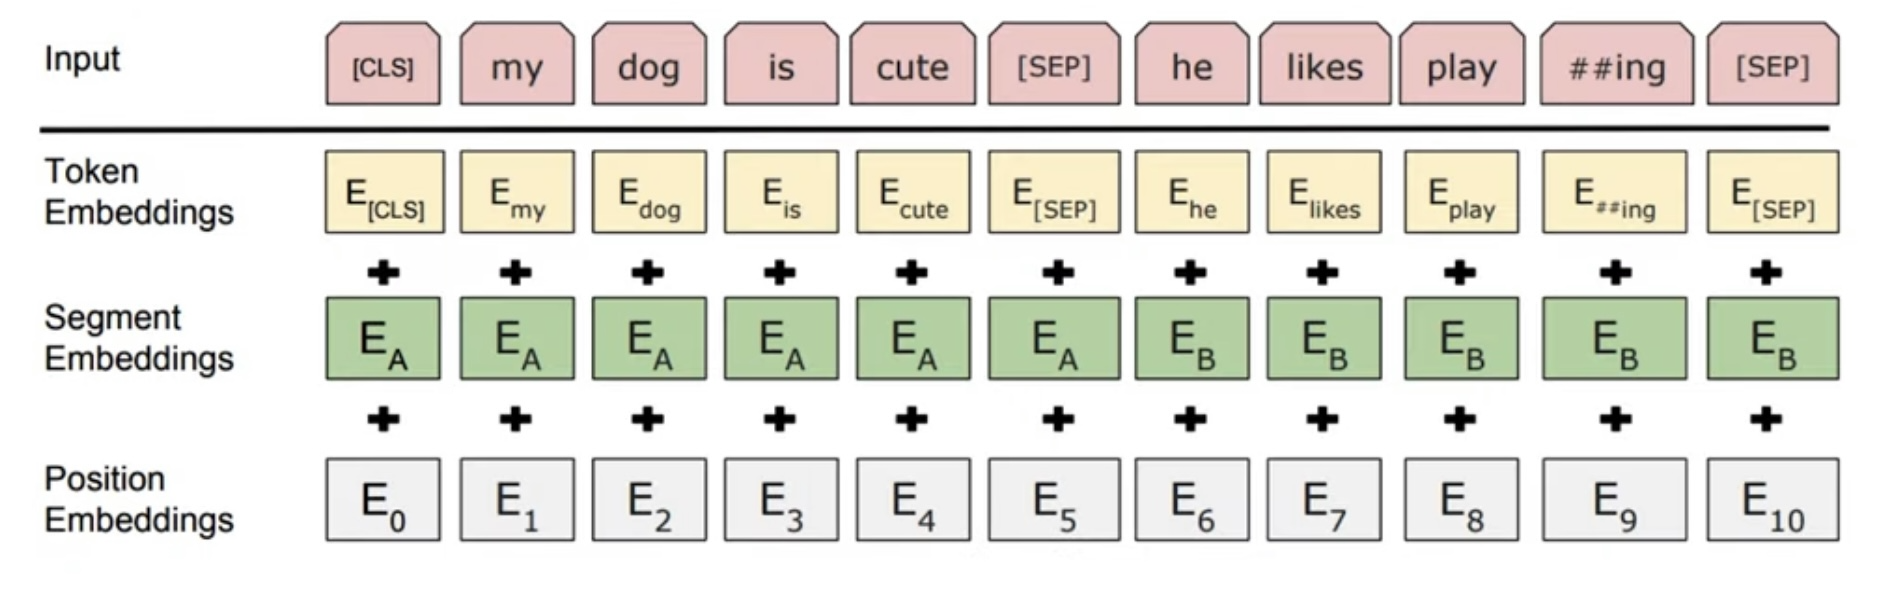 Input [CLS] my dog is cute [SEP] he likes play ##ing [SEP]
Token
Embeddings E[CLS] Emy Edog Eis Ecute E[SEP] Ehe Elikes Eplay E##ing E[SEP]
+ + + + + + + + + + +
Segment
Embeddings EA EA EA EA EA EA EB EB EB EB EB
+ + + + + + + + + + +
Position
Embeddings E0 E1 E2 E3 E4 E5 E6 E7 E8 E9 E10